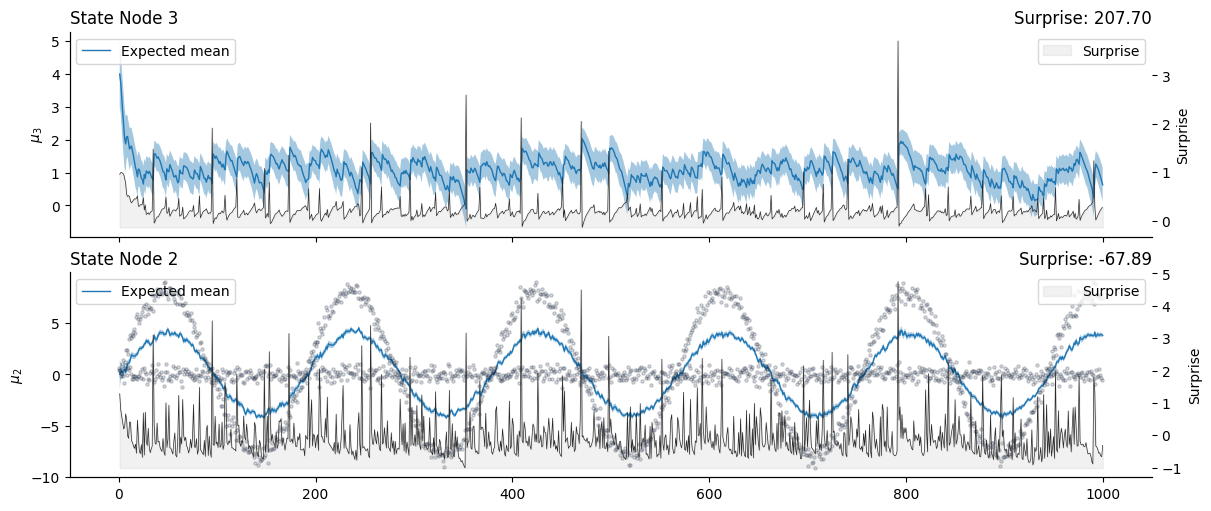 State Node 3
Surprise: 207.70
Expected mean
Surprise
5
4
3
2
1
0
μ3
3
2
1
0
Surprise
State Node 2
Surprise: -67.89
Expected mean
Surprise
5
0
−5
−10
μ2
5
4
3
2
1
0
−1
Surprise
0
200
400
600
800
1000